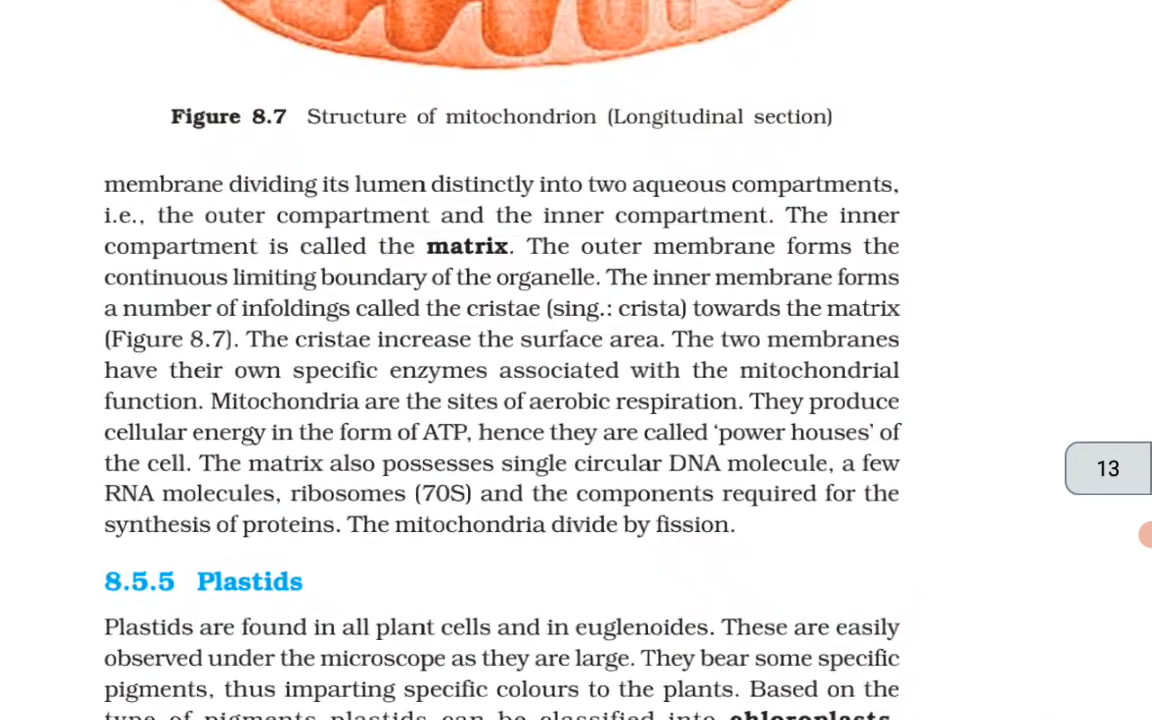 Figure 8.7 Structure of mitochondrion (Longitudinal section)
membrane dividing its lumen distinctly into two aqueous compartments,
i.e., the outer compartment and the inner compartment. The inner
compartment is called the matrix. The outer membrane forms the
continuous limiting boundary of the organelle. The inner membrane forms
a number of infoldings called the cristae (sing.: crista) towards the matrix
(Figure 8.7). The cristae increase the surface area. The two membranes
have their own specific enzymes associated with the mitochondrial
function. Mitochondria are the sites of aerobic respiration. They produce
cellular energy in the form of ATP, hence they are called ‘power houses’ of
the cell. The matrix also possesses single circular DNA molecule, a few
RNA molecules, ribosomes (70S) and the components required for the
synthesis of proteins. The mitochondria divide by fission.
13
8.5.5 Plastids
Plastids are found in all plant cells and in euglenoides. These are easily
observed under the microscope as they are large. They bear some specific
pigments, thus imparting specific colours to the plants. Based on the
type of pigments plastids can be classified into chloroplasts,